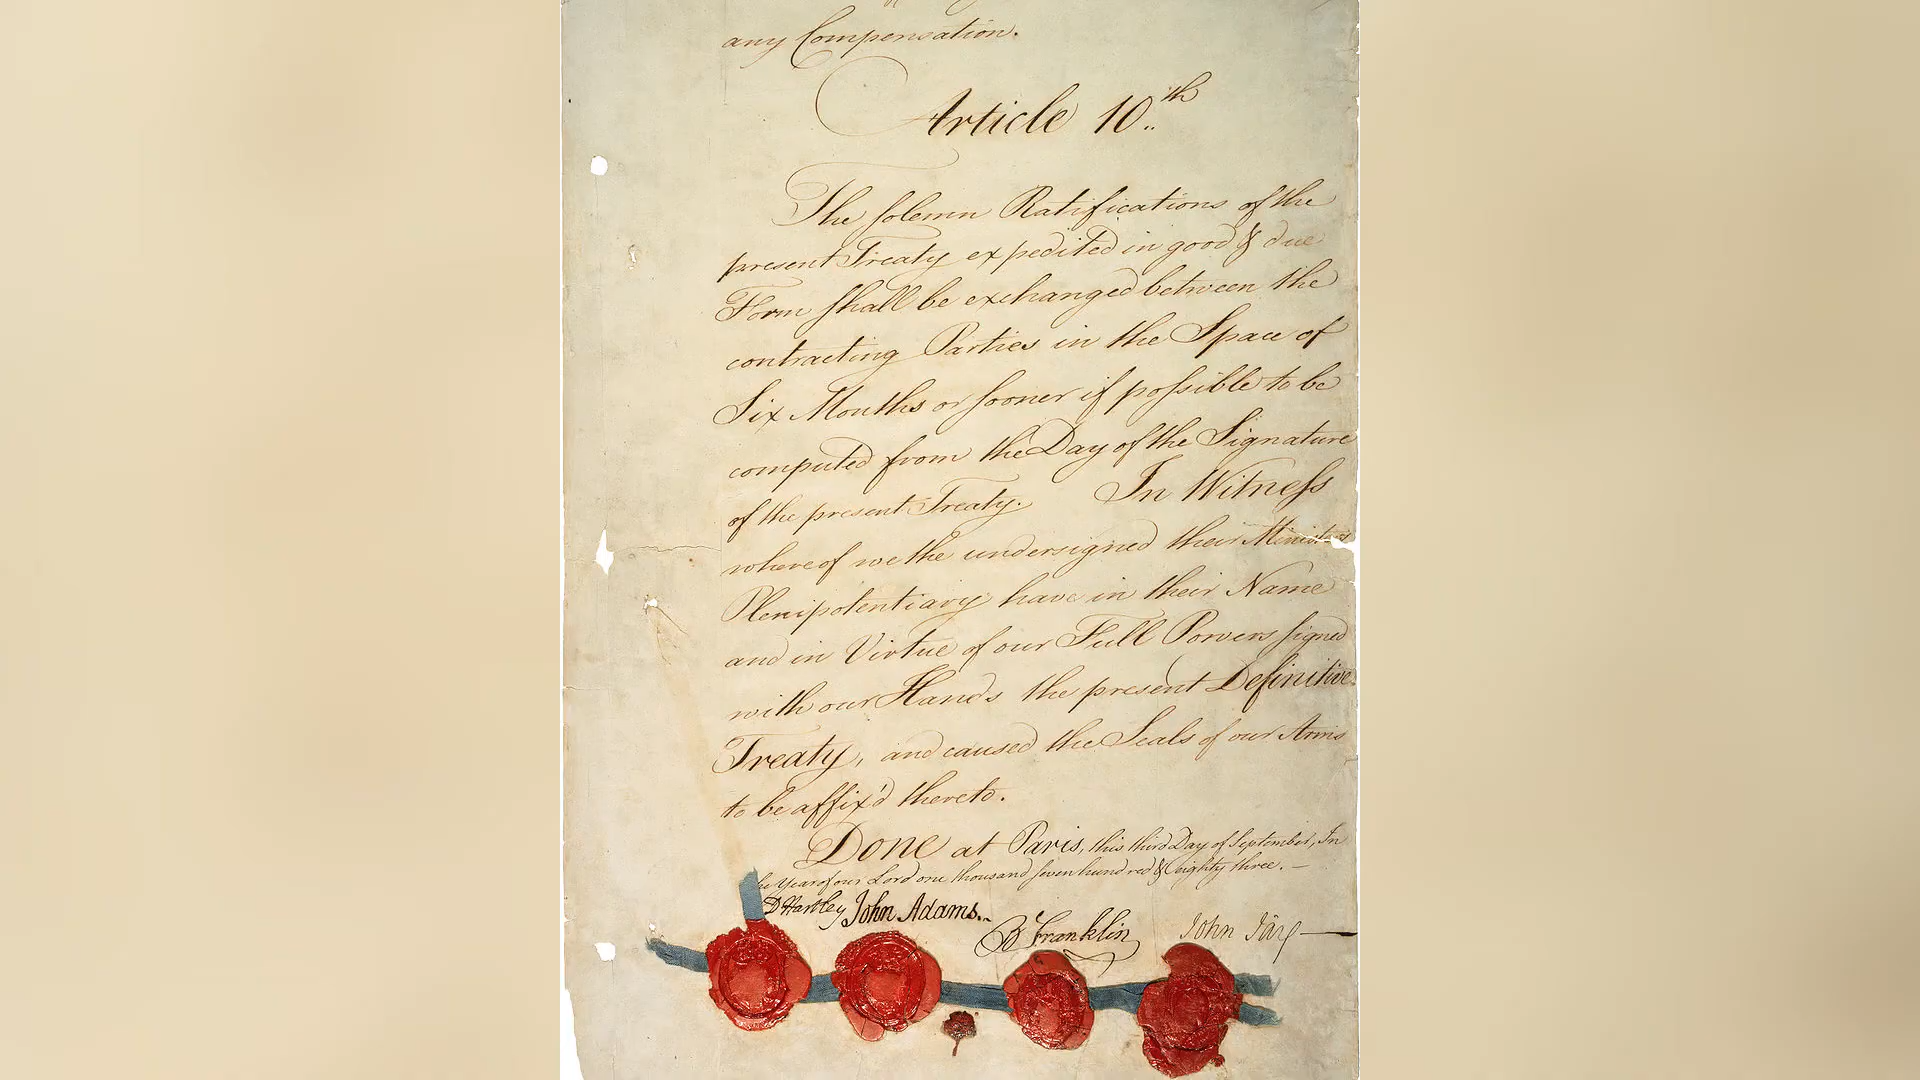 any Compensation.
Article 10..th
The solemn Ratifications of the
present Treaty expedited in good & due
Form shall be exchanged between the
contracting Parties in the Space of
Six Months or sooner if possible to be
computed from the Day of the Signature
of the present Treaty. In Witness
whereof we the undersigned their Ministers
Plenipotentiary have in their Name
and in Virtue of our Full Powers signed
with our Hands the present Definitive
Treaty, and caused the Seals of our Arms
to be affix'd thereto.
Done at Paris, this third Day of September, In
the Year of our Lord one thousand seven hundred & eighty three. —
D Hartley John Adams. B Franklin John Jay —